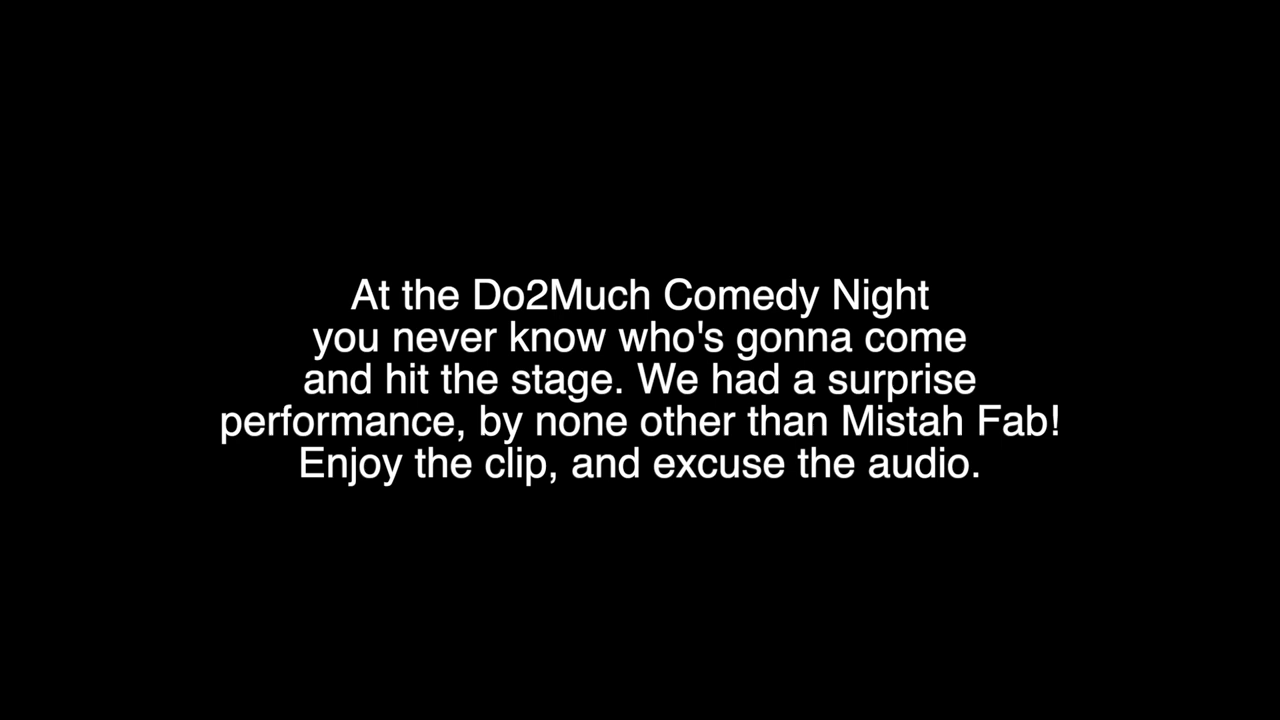 At the Do2Much Comedy Night
you never know who's gonna come
and hit the stage. We had a surprise
performance, by none other than Mistah Fab!
Enjoy the clip, and excuse the audio.